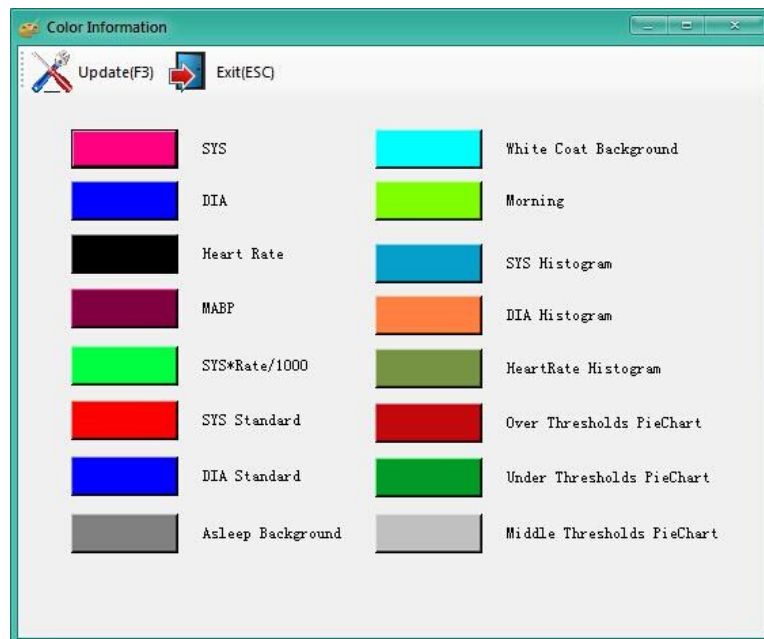 Color Information
Update(F3) Exit(ESC)
SYS
DIA
Heart Rate
MABP
SYS*Rate/1000
SYS Standard
DIA Standard
Asleep Background
White Coat Background
Morning
SYS Histogram
DIA Histogram
HeartRate Histogram
Over Thresholds PieChart
Under Thresholds PieChart
Middle Thresholds PieChart